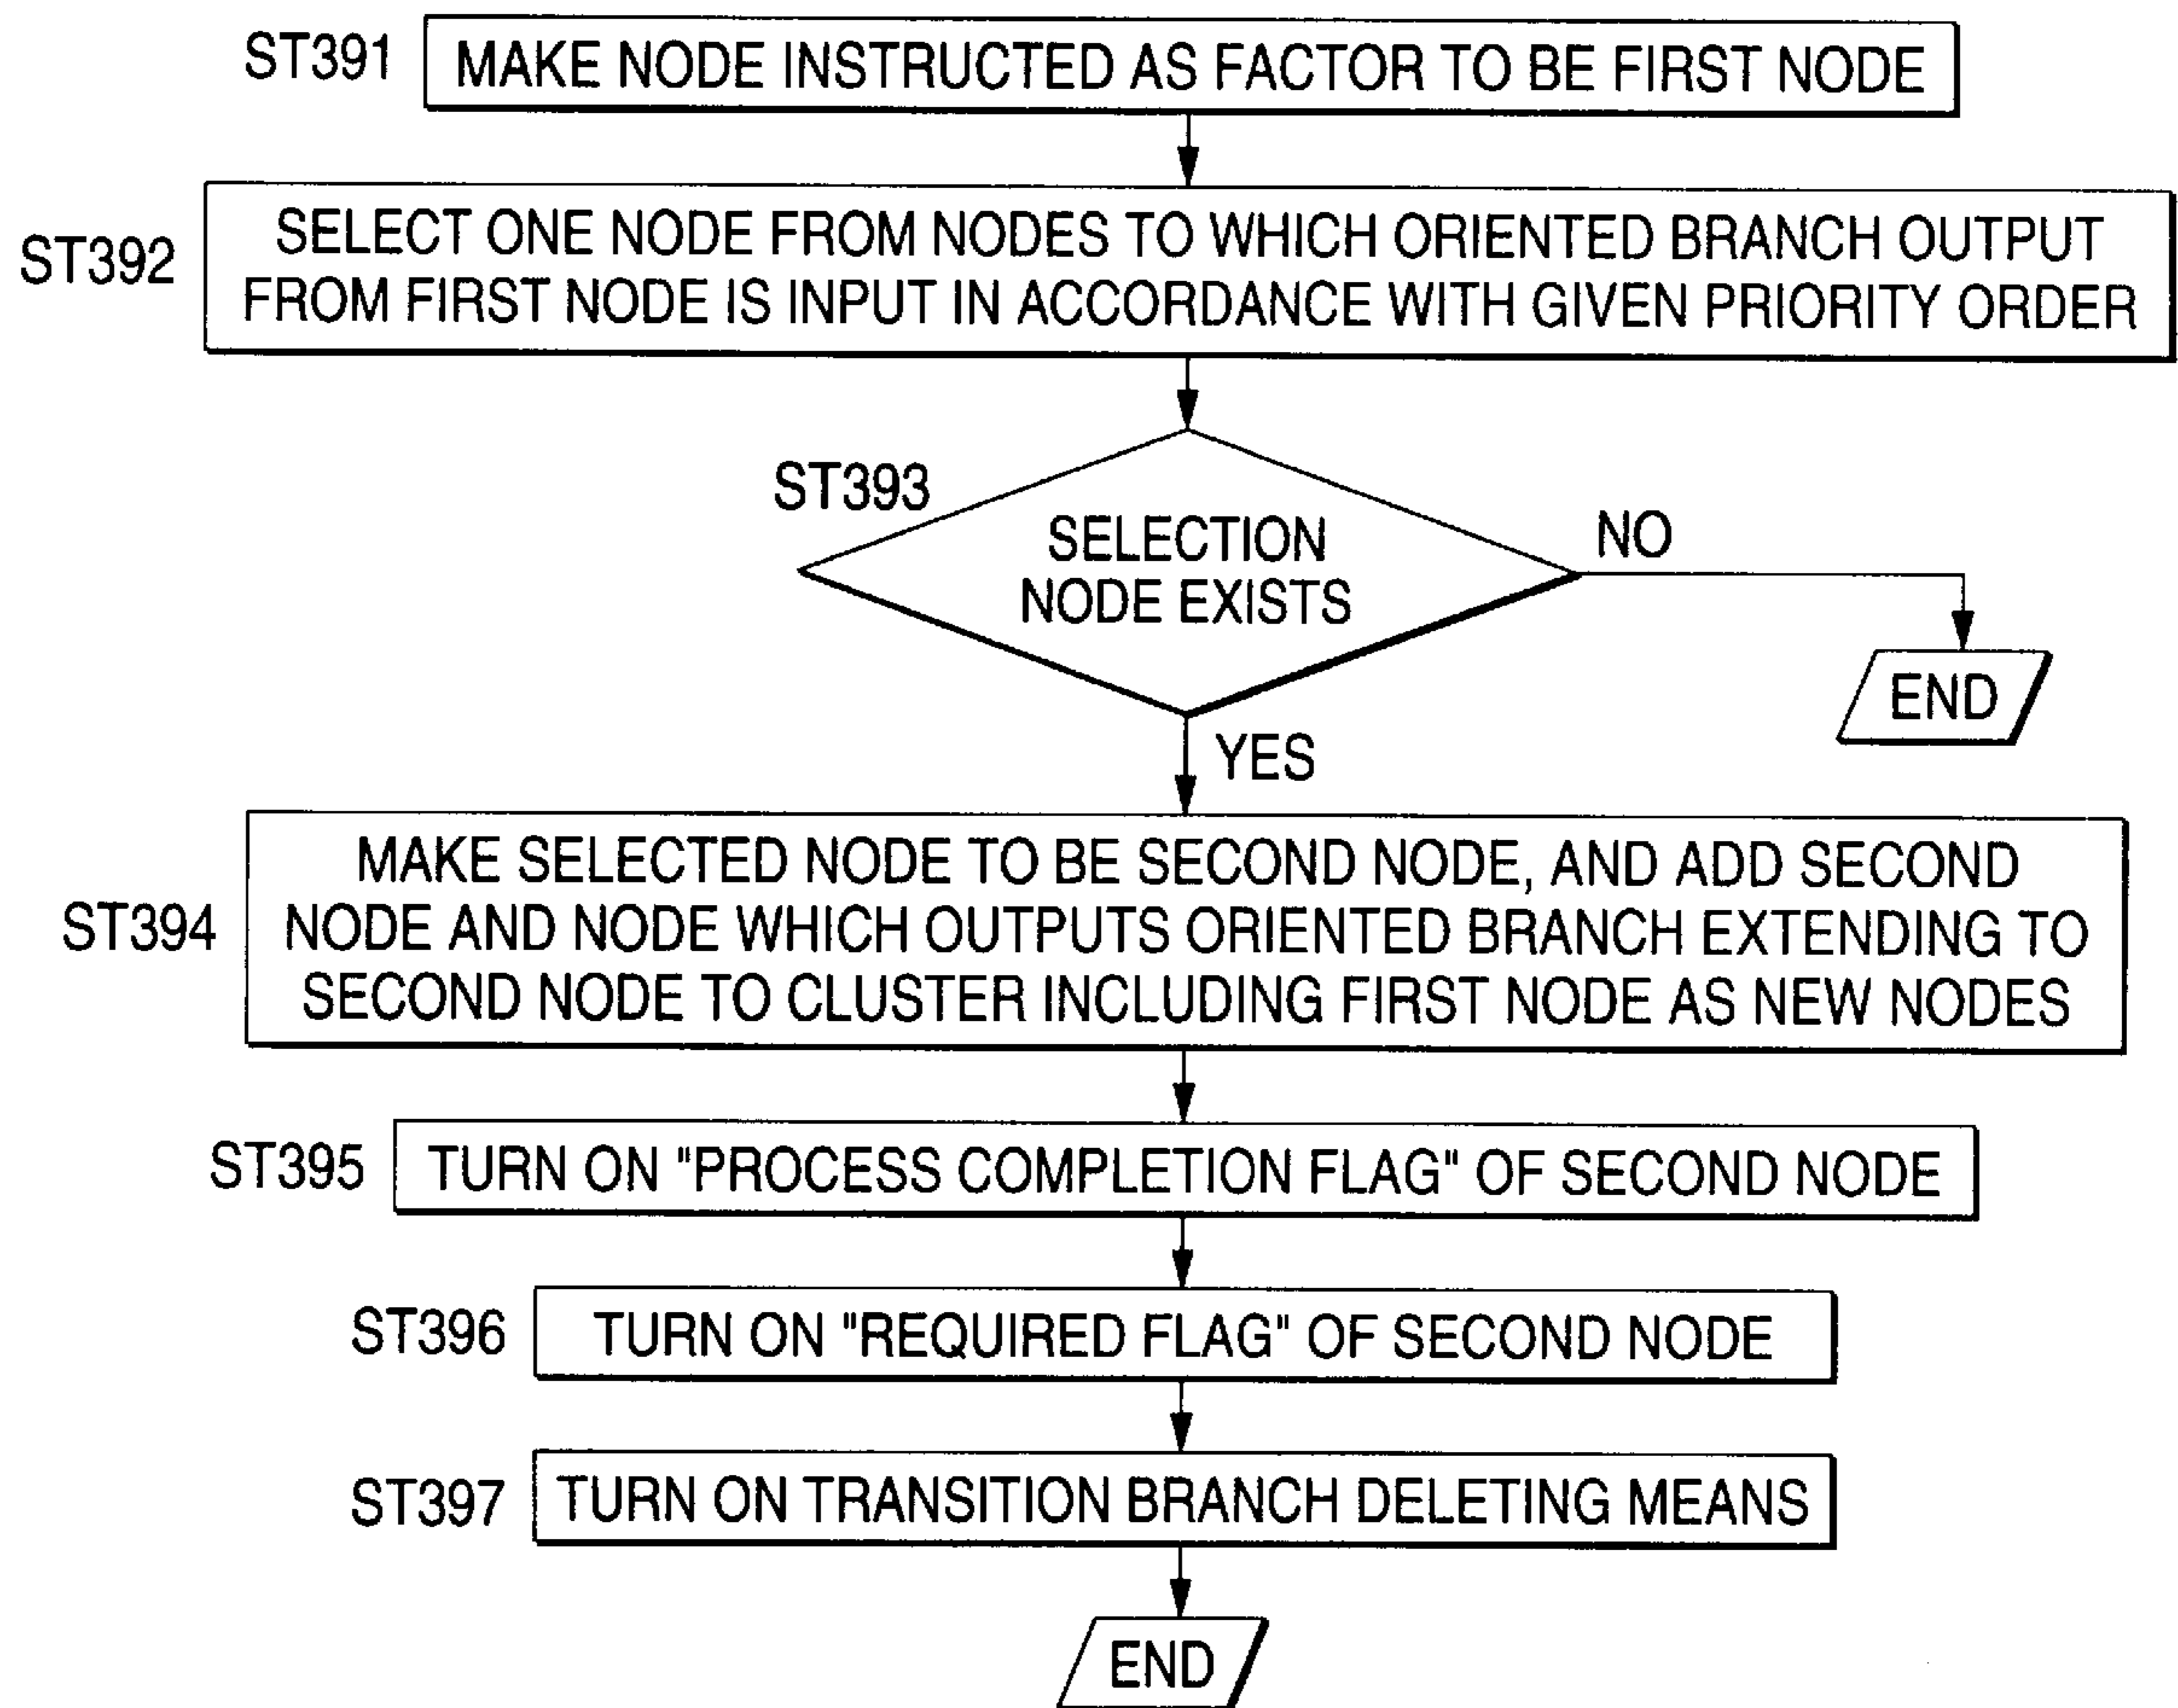 ST391
MAKE NODE INSTRUCTED AS FACTOR TO BE FIRST NODE
ST392
SELECT ONE NODE FROM NODES TO WHICH ORIENTED BRANCH OUTPUT
FROM FIRST NODE IS INPUT IN ACCORDANCE WITH GIVEN PRIORITY ORDER
ST393
SELECTION
NODE EXISTS
NO
END
YES
ST394
MAKE SELECTED NODE TO BE SECOND NODE, AND ADD SECOND
NODE AND NODE WHICH OUTPUTS ORIENTED BRANCH EXTENDING TO
SECOND NODE TO CLUSTER INCLUDING FIRST NODE AS NEW NODES
ST395
TURN ON "PROCESS COMPLETION FLAG" OF SECOND NODE
ST396
TURN ON "REQUIRED FLAG" OF SECOND NODE
ST397
TURN ON TRANSITION BRANCH DELETING MEANS
END